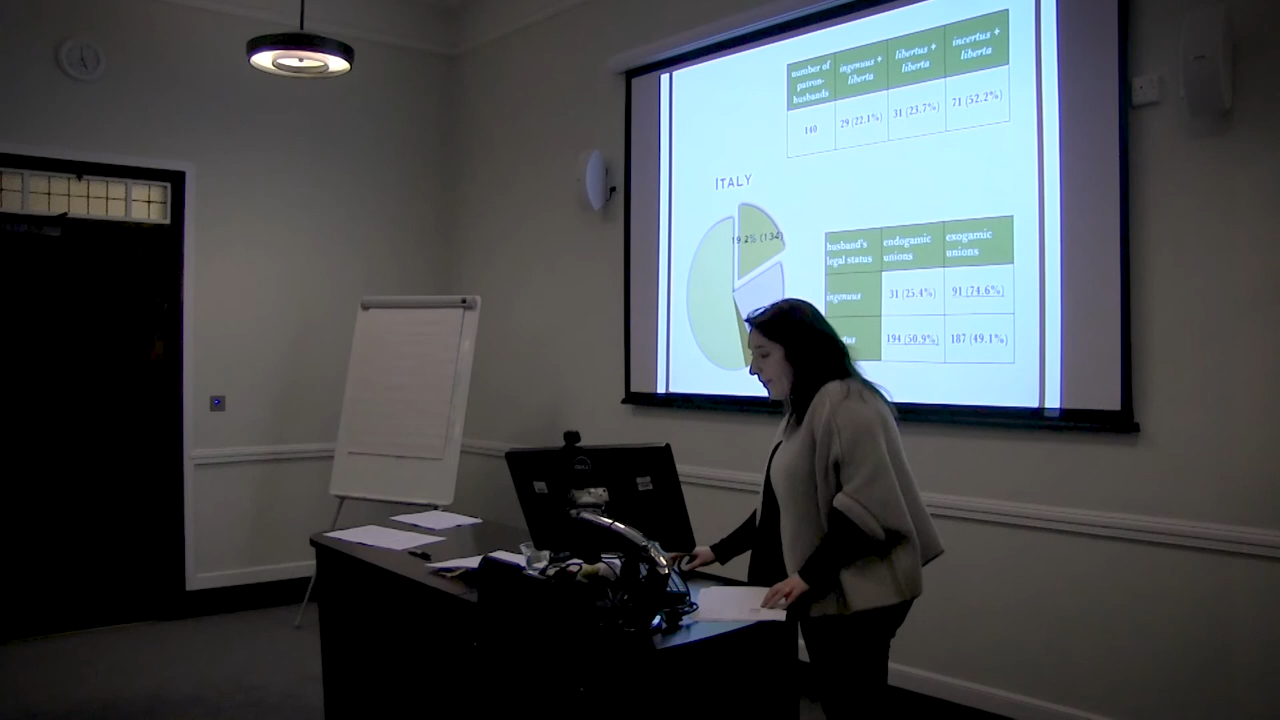 number of patron-husbands
ingenuus + liberta
libertus + liberta
incertus + liberta
140
29 (22.1%)
31 (23.7%)
71 (52.2%)
ITALY
19.2% (134)
husband's legal status
endogamic unions
exogamic unions
ingenuus
31 (25.4%)
91 (74.6%)
194 (50.9%)
187 (49.1%)
DELL